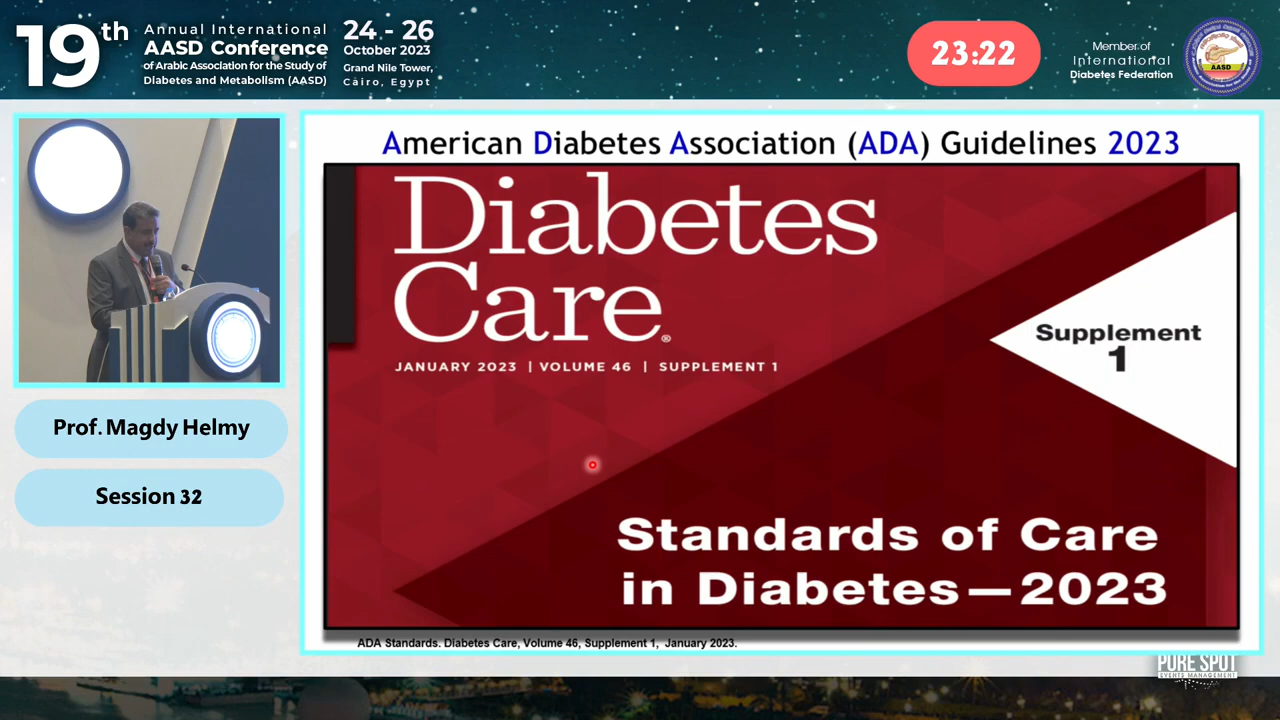 19th
Annual International
AASD Conference
of Arabic Association for the Study of
Diabetes and Metabolism (AASD)
24 - 26
October 2023
Grand Nile Tower,
Cairo, Egypt
23:22
Member of
International
Diabetes Federation
AASD
Prof. Magdy Helmy
Session 32
American Diabetes Association (ADA) Guidelines 2023
Diabetes
Care®
JANUARY 2023 | VOLUME 46 | SUPPLEMENT 1
Supplement
1
Standards of Care
in Diabetes—2023
ADA Standards. Diabetes Care, Volume 46, Supplement 1, January 2023.
PURE SPOT
EVENTS MANAGEMENT